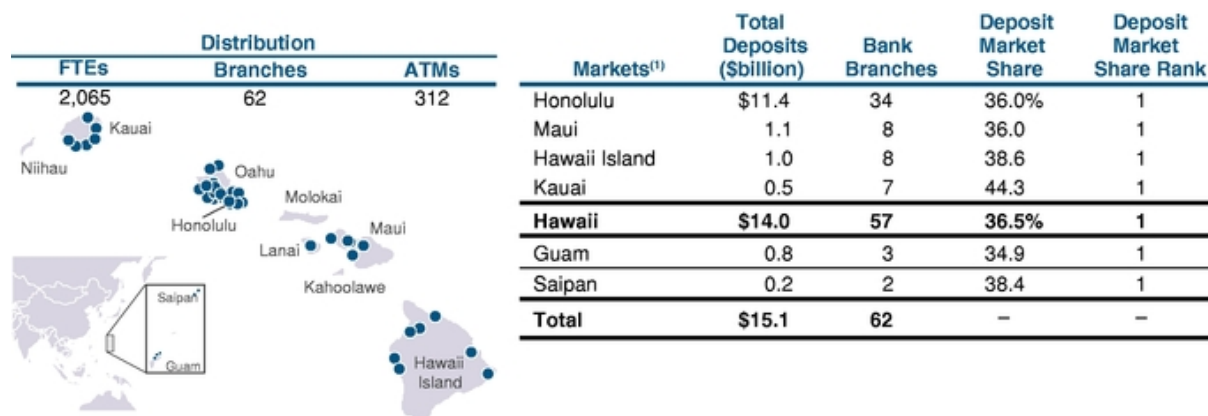 Distribution
FTEs Branches ATMs
2,065 62 312
Kauai
Niihau
Oahu
Honolulu
Molokai
Lanai
Maui
Kahoolawe
Hawaii
Island
Saipan
Guam
Markets(1) Total Deposits ($billion) Bank Branches Deposit Market Share Deposit Market Share Rank
Honolulu $11.4 34 36.0% 1
Maui 1.1 8 36.0 1
Hawaii Island 1.0 8 38.6 1
Kauai 0.5 7 44.3 1
Hawaii $14.0 57 36.5% 1
Guam 0.8 3 34.9 1
Saipan 0.2 2 38.4 1
Total $15.1 62 – –